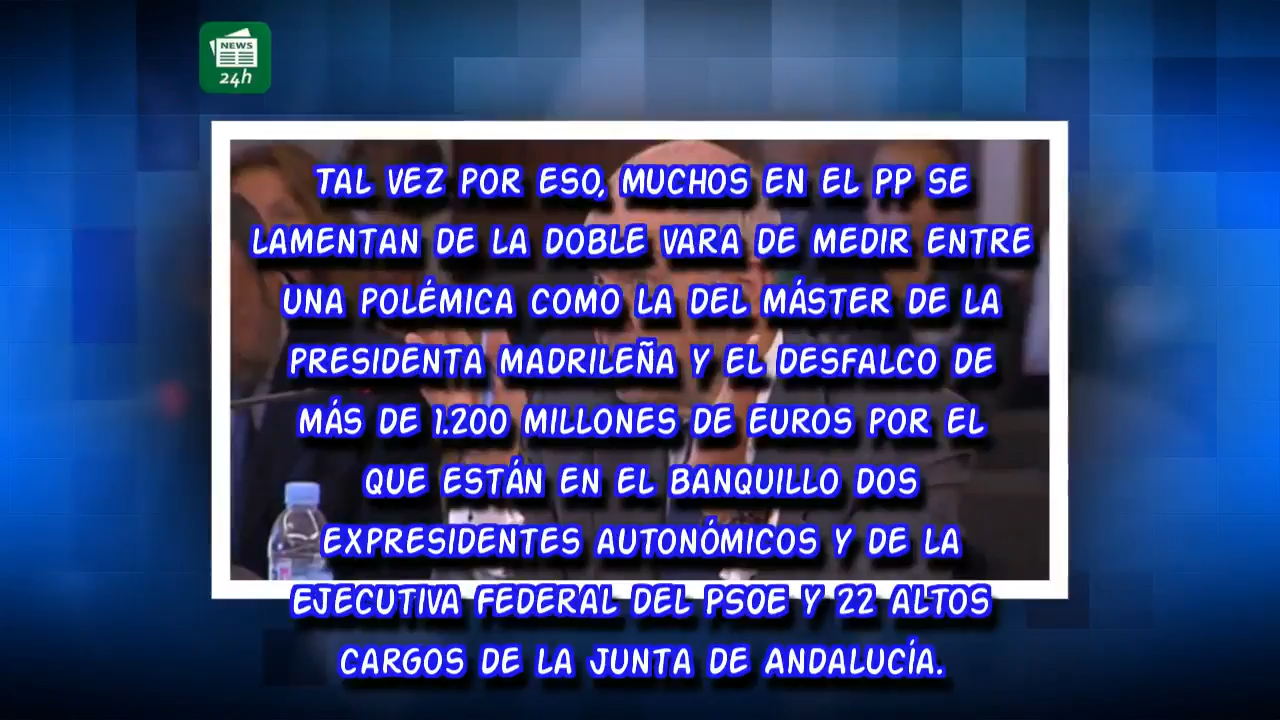 NEWS
24h
TAL VEZ POR ESO, MUCHOS EN EL PP SE
LAMENTAN DE LA DOBLE VARA DE MEDIR ENTRE
UNA POLÉMICA COMO LA DEL MÁSTER DE LA
PRESIDENTA MADRILEÑA Y EL DESFALCO DE
MÁS DE 1.200 MILLONES DE EUROS POR EL
QUE ESTÁN EN EL BANQUILLO DOS
EXPRESIDENTES AUTONÓMICOS Y DE LA
EJECUTIVA FEDERAL DEL PSOE Y 22 ALTOS
CARGOS DE LA JUNTA DE ANDALUCÍA.